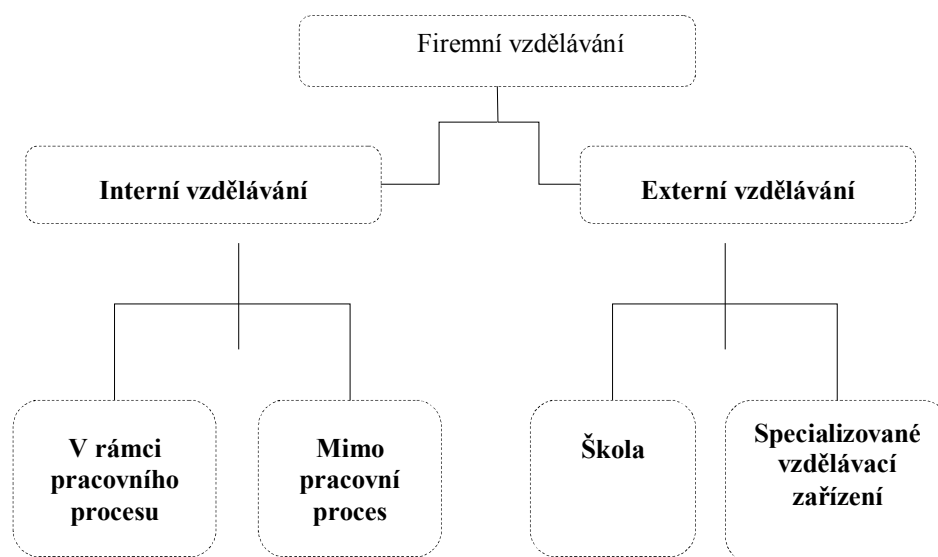 Firemní vzdělávání
Interní vzdělávání
Externí vzdělávání
V rámci
pracovního
procesu
Mimo
pracovní
proces
Škola
Specializované
vzdělávací
zařízení